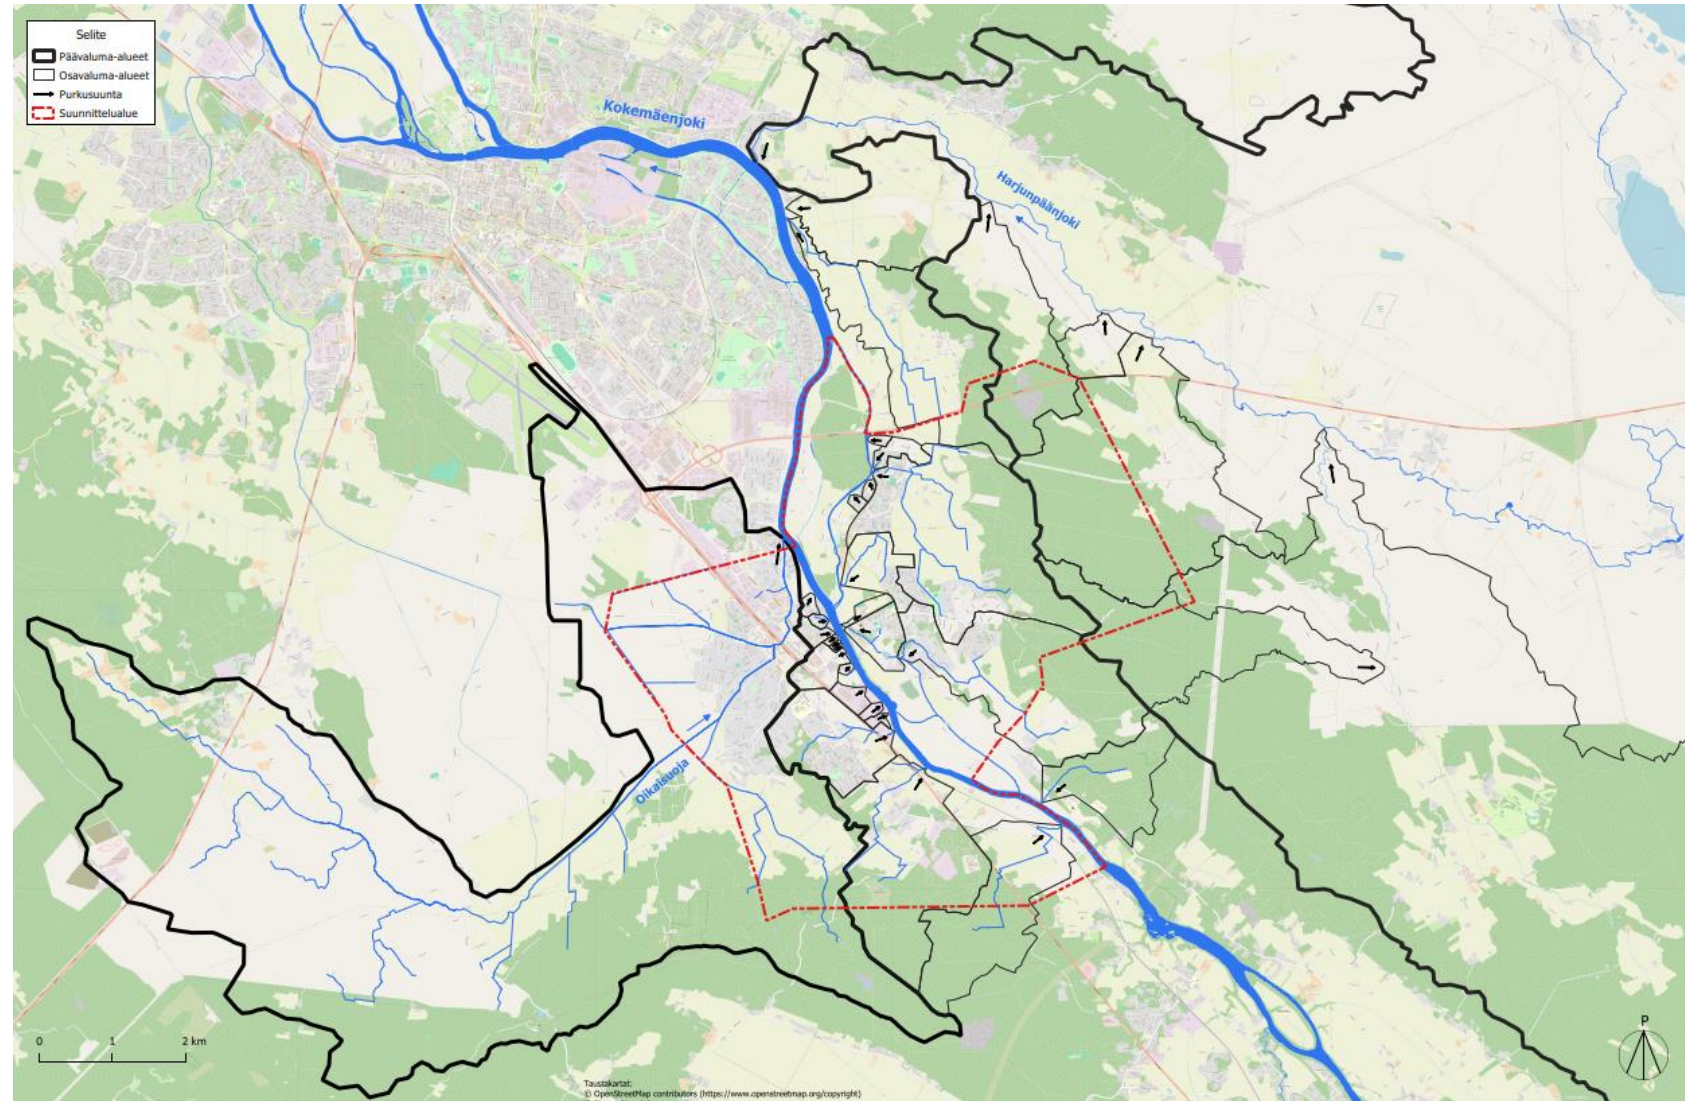 Selite
Päävaluma-alueet
Osavaluma-alueet
Purkusuunta
Suunnittelualue
Kokemäenjoki
Harjunpäänjoki
Oikaisuoja
0 1 2 km
P
Taustakartat:
© OpenStreetMap contributors (https://www.openstreetmap.org/copyright)